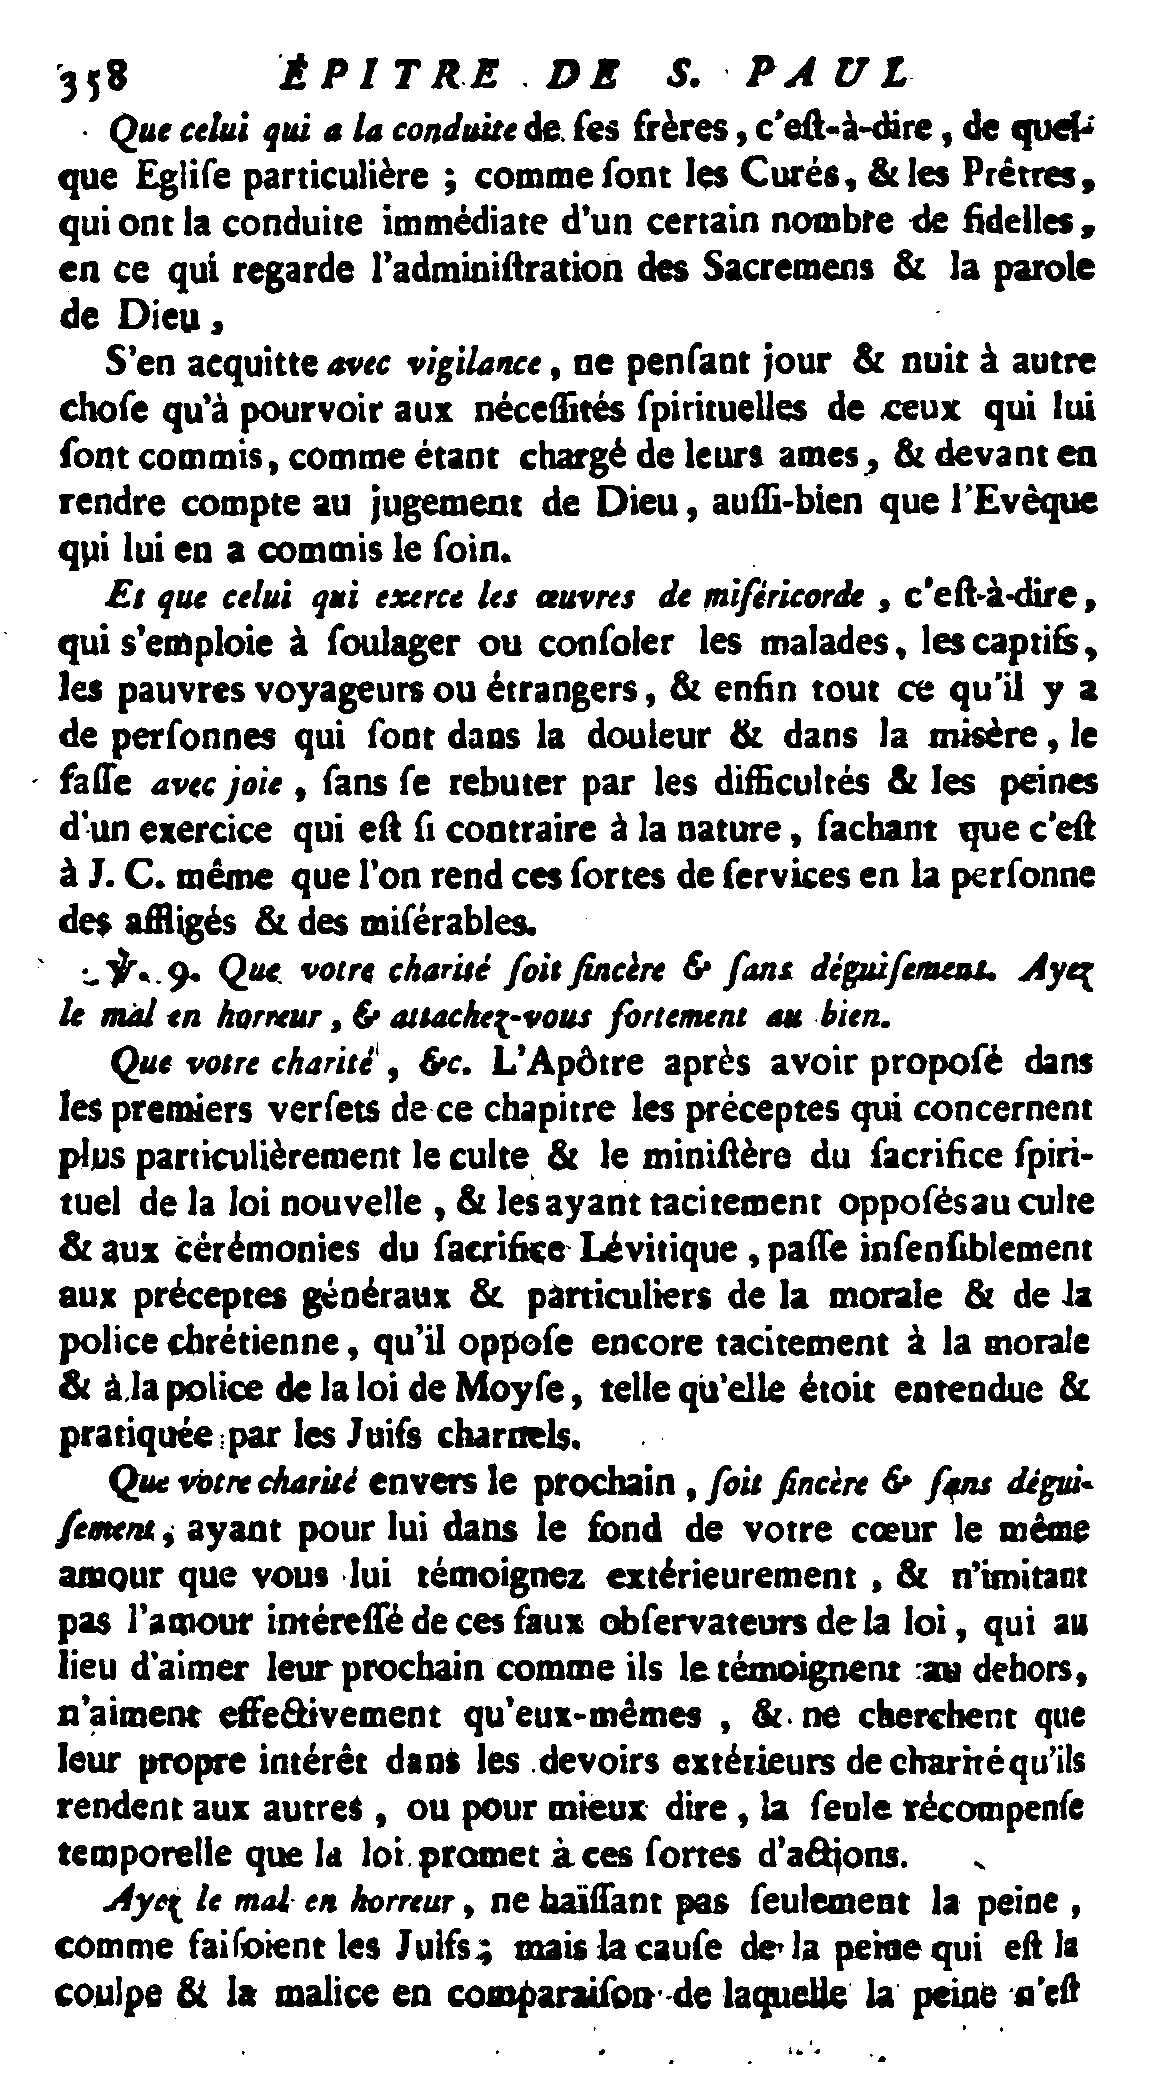 358 ÉPITRE DE S. PAUL
Que celui qui a la conduite de ſes frères, c'eſt-à-dire, de quel-
que Egliſe particulière ; comme ſont les Curés, & les Prêtres,
qui ont la conduite immédiate d'un certain nombre de fidelles,
en ce qui regarde l'adminiſtration des Sacremens & la parole
de Dieu,
S'en acquitte avec vigilance, ne penſant jour & nuit à autre
choſe qu'à pourvoir aux néceſſités ſpirituelles de ceux qui lui
ſont commis, comme étant chargé de leurs ames, & devant en
rendre compte au jugement de Dieu, auſſi-bien que l'Evêque
qui lui en a commis le ſoin.
Et que celui qui exerce les œuvres de miſéricorde, c'eſt-à-dire,
qui s'emploie à ſoulager ou conſoler les malades, les captifs,
les pauvres voyageurs ou étrangers, & enfin tout ce qu'il y a
de perſonnes qui ſont dans la douleur & dans la misère, le
faſſe avec joie, ſans ſe rebuter par les difficultés & les peines
d'un exercice qui eſt ſi contraire à la nature, ſachant que c'eſt
à J. C. même que l'on rend ces ſortes de ſervices en la perſonne
des affligés & des miſérables.
℣. 9. Que votre charité ſoit ſincère & ſans déguiſement. Ayez
le mal en horreur, & attachez-vous fortement au bien.
Que votre charité, &c. L'Apôtre après avoir propoſé dans
les premiers verſets de ce chapitre les préceptes qui concernent
plus particulièrement le culte & le miniſtère du ſacrifice ſpiri-
tuel de la loi nouvelle, & les ayant tacitement oppoſés au culte
& aux cérémonies du ſacrifice Lévitique, paſſe inſenſiblement
aux préceptes généraux & particuliers de la morale & de la
police chrétienne, qu'il oppoſe encore tacitement à la morale
& à la police de la loi de Moyſe, telle qu'elle étoit entendue &
pratiquée par les Juifs charnels.
Que votre charité envers le prochain, ſoit ſincère & ſans dégui-
ſement, ayant pour lui dans le fond de votre cœur le même
amour que vous lui témoignez extérieurement, & n'imitant
pas l'amour intéreſſé de ces faux obſervateurs de la loi, qui au
lieu d'aimer leur prochain comme ils le témoignent au dehors,
n'aiment effectivement qu'eux-mêmes, & ne cherchent que
leur propre intérêt dans les devoirs extérieurs de charité qu'ils
rendent aux autres, ou pour mieux dire, la ſeule récompenſe
temporelle que la loi promet à ces ſortes d'actions.
Ayez le mal en horreur, ne haïſſant pas ſeulement la peine,
comme faiſoient les Juifs ; mais la cauſe de la peine qui eſt la
coulpe & la malice en comparaiſon de laquelle la peine n'eſt